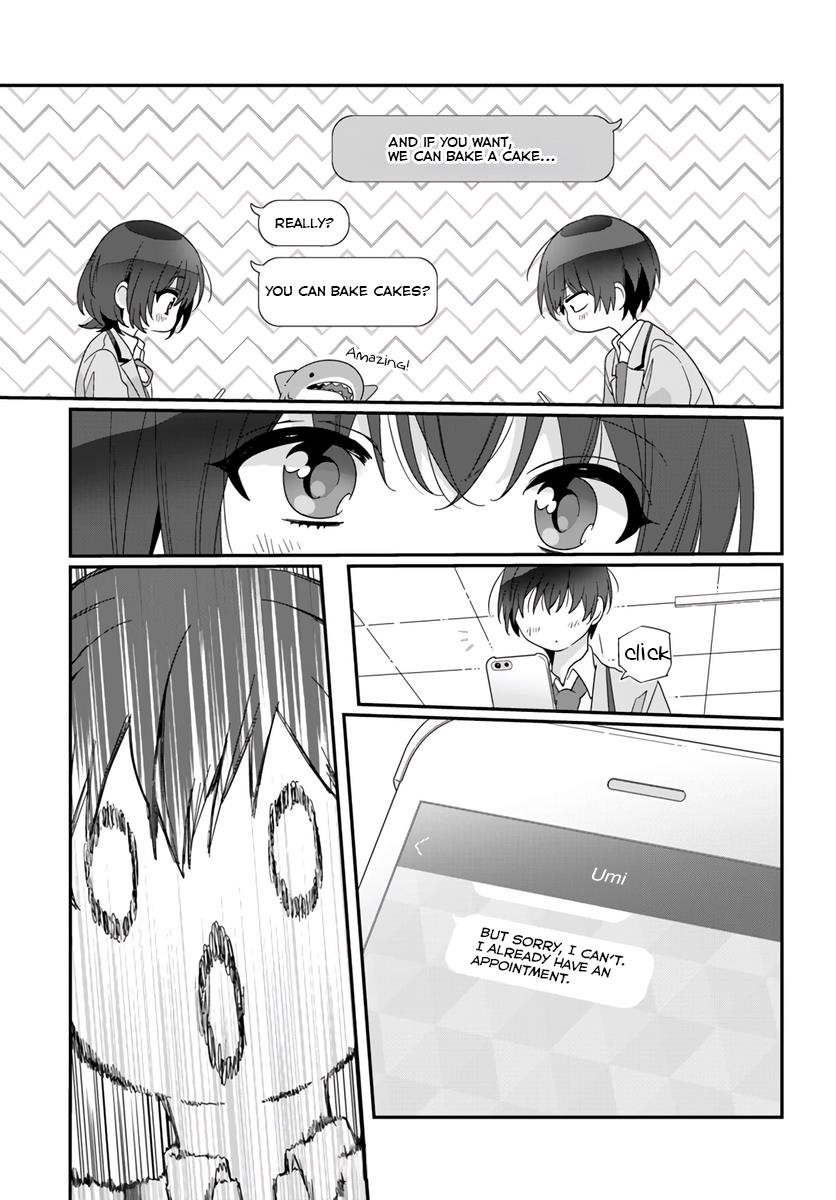 AND IF YOU WANT,
WE CAN BAKE A CAKE...
REALLY?
YOU CAN BAKE CAKES?
Amazing!
click
Umi
BUT SORRY, I CAN'T.
I ALREADY HAVE AN
APPOINTMENT.